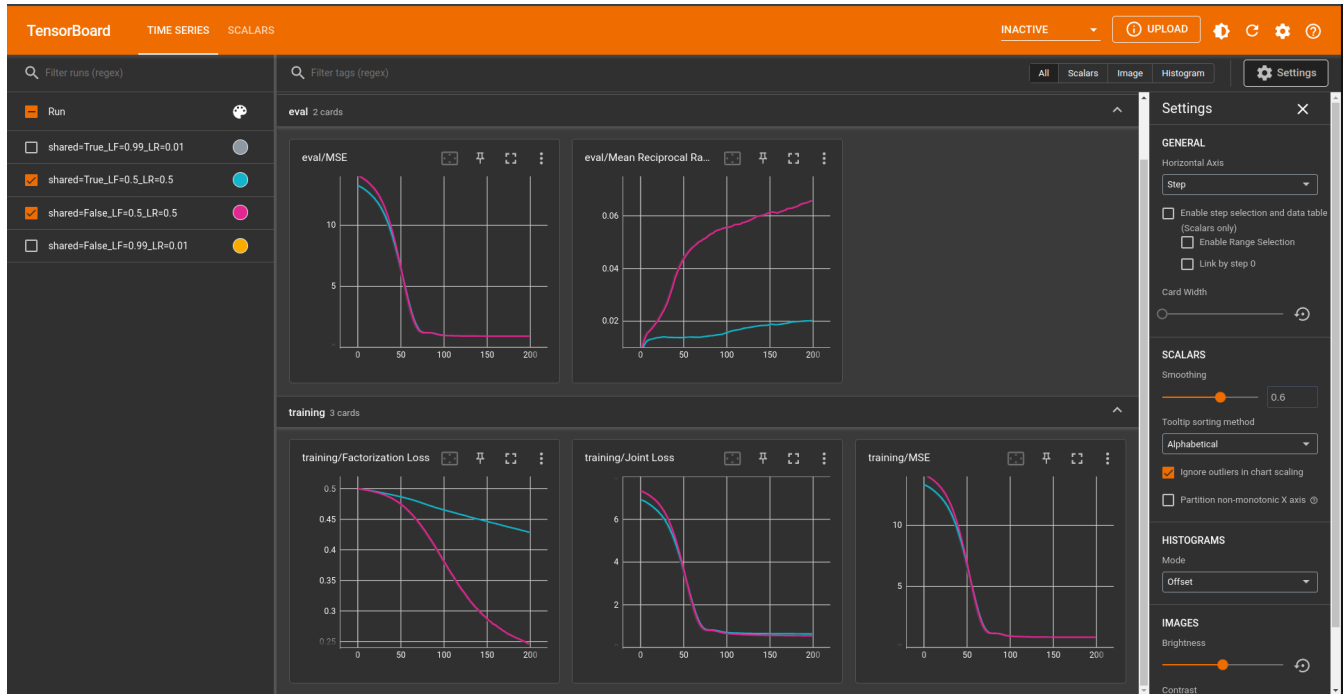 TensorBoard TIME SERIES SCALARS INACTIVE UPLOAD
Filter runs (regex)
Run
shared=True_LF=0.99_LR=0.01
shared=True_LF=0.5_LR=0.5
shared=False_LF=0.5_LR=0.5
shared=False_LF=0.99_LR=0.01
Filter tags (regex)
All Scalars Image Histogram
Settings
eval 2 cards
eval/MSE
10
5
0 50 100 150 200
eval/Mean Reciprocal Ra...
0.06
0.04
0.02
0 50 100 150 200
training 3 cards
training/Factorization Loss
0.5
0.45
0.4
0.35
0.3
0.25
0 50 100 150 200
training/Joint Loss
6
4
2
0 50 100 150 200
training/MSE
10
5
0 50 100 150 200
Settings
GENERAL
Horizontal Axis
Step
Enable step selection and data table
(Scalars only)
Enable Range Selection
Link by step 0
Card Width
SCALARS
Smoothing
0.6
Tooltip sorting method
Alphabetical
Ignore outliers in chart scaling
Partition non-monotonic X axis
HISTOGRAMS
Mode
Offset
IMAGES
Brightness
Contrast